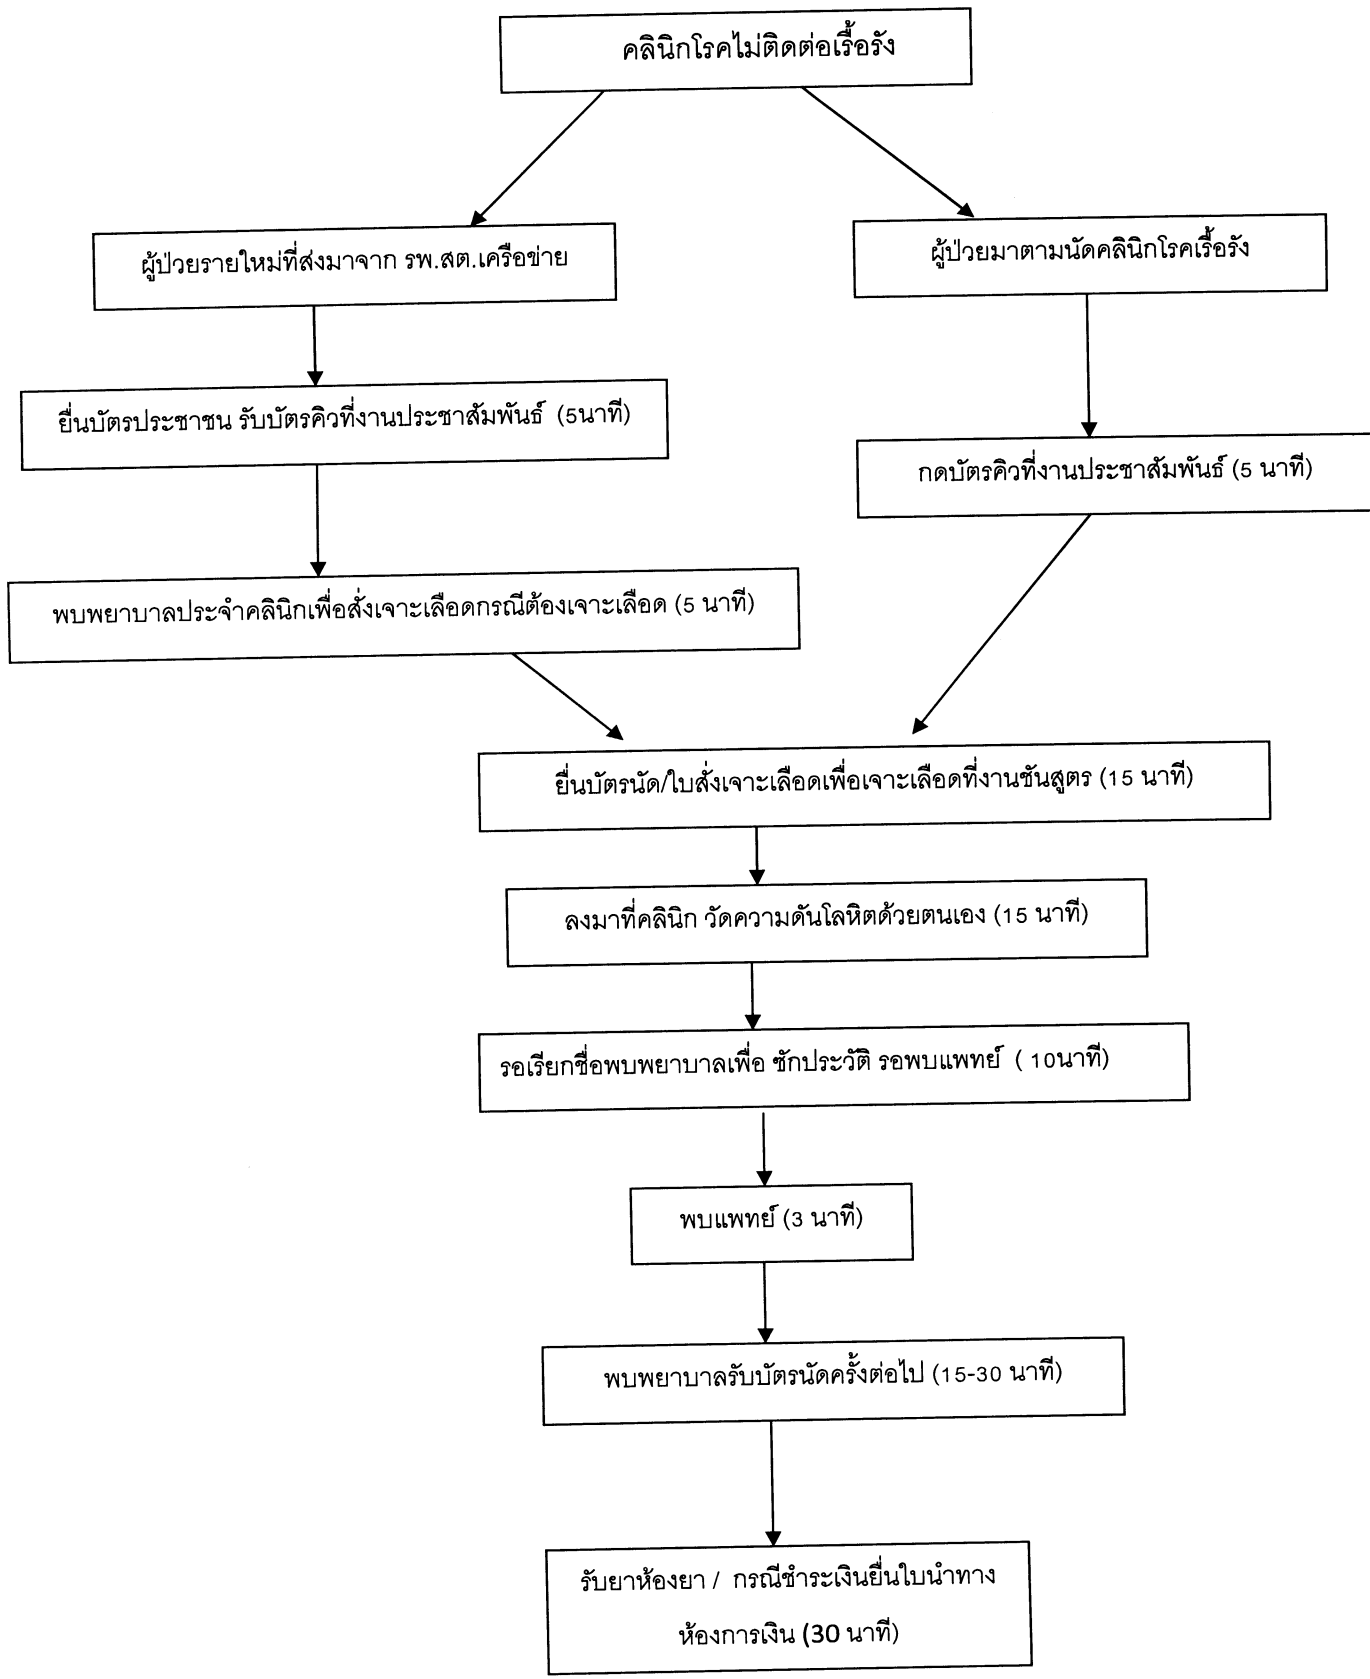 คลินิกโรคไม่ติดต่อเรื้อรัง
ผู้ป่วยรายใหม่ที่ส่งมาจาก รพ.สต.เครือข่าย
ผู้ป่วยมาตามนัดคลินิกโรคเรื้อรัง
ยื่นบัตรประชาชน รับบัตรคิวที่งานประชาสัมพันธ์ (5นาที)
กดบัตรคิวที่งานประชาสัมพันธ์ (5 นาที)
พบพยาบาลประจำคลินิกเพื่อสั่งเจาะเลือดกรณีต้องเจาะเลือด (5 นาที)
ยื่นบัตรนัด/ใบสั่งเจาะเลือดเพื่อเจาะเลือดที่งานชันสูตร (15 นาที)
ลงมาที่คลินิก วัดความดันโลหิตด้วยตนเอง (15 นาที)
รอเรียกชื่อพบพยาบาลเพื่อ ซักประวัติ รอพบแพทย์ ( 10นาที)
พบแพทย์ (3 นาที)
พบพยาบาลรับบัตรนัดครั้งต่อไป (15-30 นาที)
รับยาห้องยา / กรณีชำระเงินยื่นใบนำทาง
ห้องการเงิน (30 นาที)